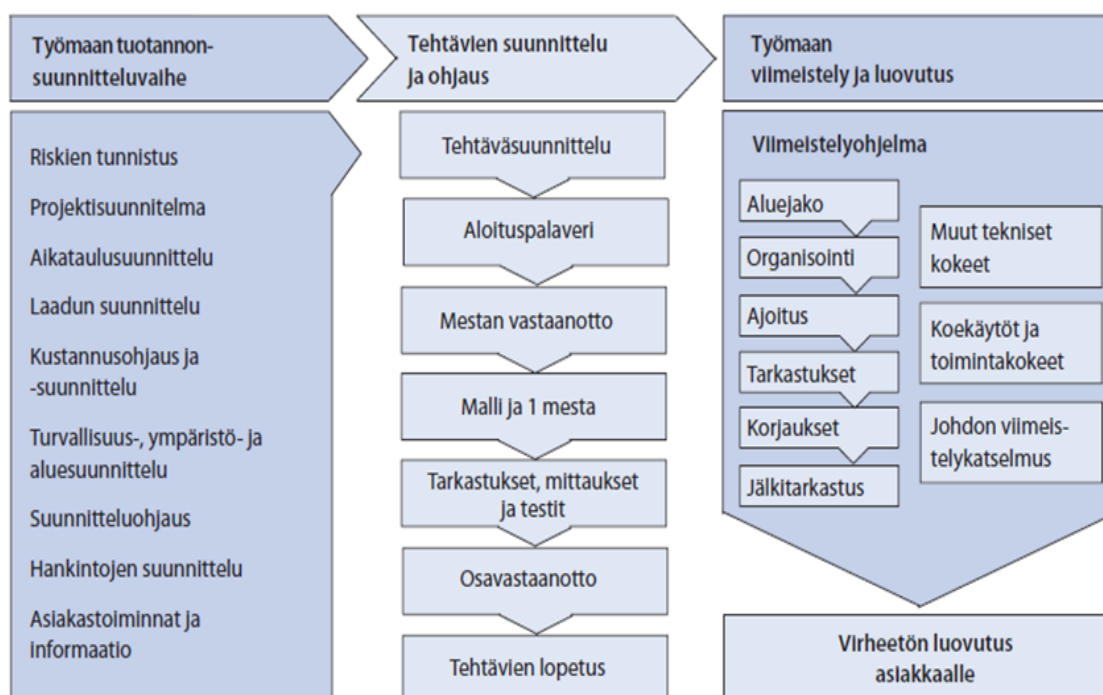 Työmaan tuotannon-
suunnitteluvaihe
Tehtävien suunnittelu
ja ohjaus
Työmaan
viimeistely ja luovutus
Riskien tunnistus
Projektisuunnitelma
Aikataulusuunnittelu
Laadun suunnittelu
Kustannusohjaus ja
-suunnittelu
Turvallisuus-, ympäristö- ja
aluesuunnittelu
Suunnitteluohjaus
Hankintojen suunnittelu
Asiakastoiminnat ja
informaatio
Tehtäväsuunnittelu
Aloituspalaveri
Mestan vastaanotto
Malli ja 1 mesta
Tarkastukset, mittaukset
ja testit
Osavastaanotto
Tehtävien lopetus
Viimeistelyohjelma
Aluejako
Organisointi
Ajoitus
Tarkastukset
Korjaukset
Jälkitarkastus
Muut tekniset
kokeet
Koekäytöt ja
toimintakokeet
Johdon viimeis-
telykatselmus
Virheetön luovutus
asiakkaalle